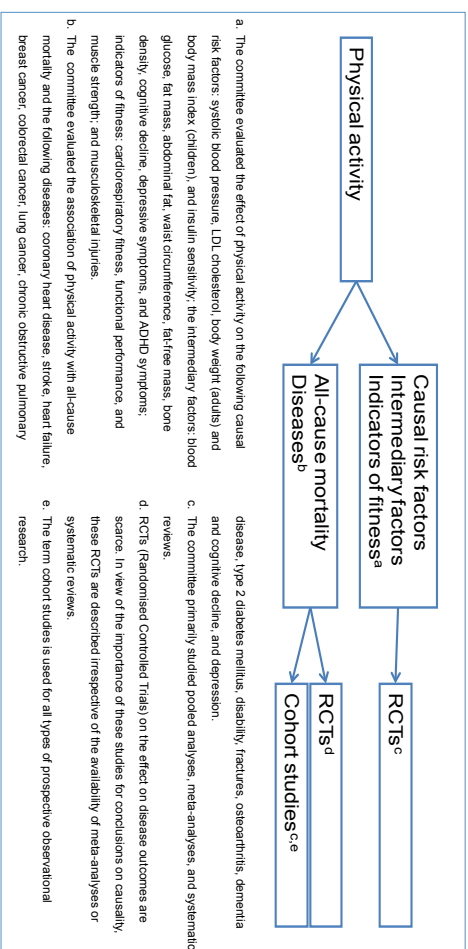 Physical activity
Causal risk factors
Intermediary factors
Indicators of fitnessᵃ
RCTsᶜ
All-cause mortality
Diseasesᵇ
RCTsᵈ
Cohort studiesᶜ,ᵉ
a. The committee evaluated the effect of physical activity on the following causal
risk factors: systolic blood pressure, LDL cholesterol, body weight (adults) and
body mass index (children), and insulin sensitivity; the intermediary factors: blood
glucose, fat mass, abdominal fat, waist circumference, fat-free mass, bone
density, cognitive decline, depressive symptoms, and ADHD symptoms;
indicators of fitness: cardiorespiratory fitness, functional performance, and
muscle strength; and musculoskeletal injuries.
b. The committee evaluated the association of physical activity with all-cause
mortality and the following diseases: coronary heart disease, stroke, heart failure,
breast cancer, colorectal cancer, lung cancer, chronic obstructive pulmonary
disease, type 2 diabetes mellitus, disability, fractures, osteoarthritis, dementia
and cognitive decline, and depression.
c. The committee primarily studied pooled analyses, meta-analyses, and systematic
reviews.
d. RCTs (Randomised Controlled Trials) on the effect on disease outcomes are
scarce. In view of the importance of these studies for conclusions on causality,
these RCTs are described irrespective of the availability of meta-analyses or
systematic reviews.
e. The term cohort studies is used for all types of prospective observational
research.